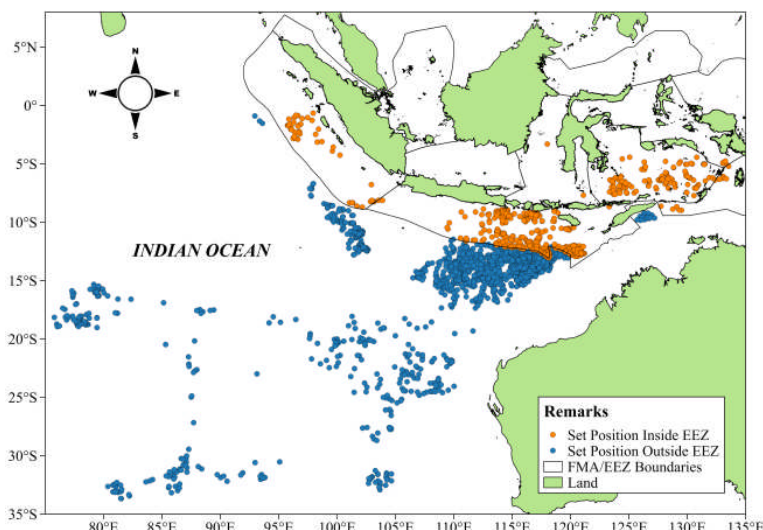 N
W E
S
0°
5°S
10°S
15°S
20°S
25°S
30°S
35°S
INDIAN OCEAN
Remarks
Set Position Inside EEZ
Set Position Outside EEZ
FMA/EEZ Boundaries
Land
80°E 85°E 90°E 95°E 100°E 105°E 110°E 115°E 120°E 125°E 130°E 135°E